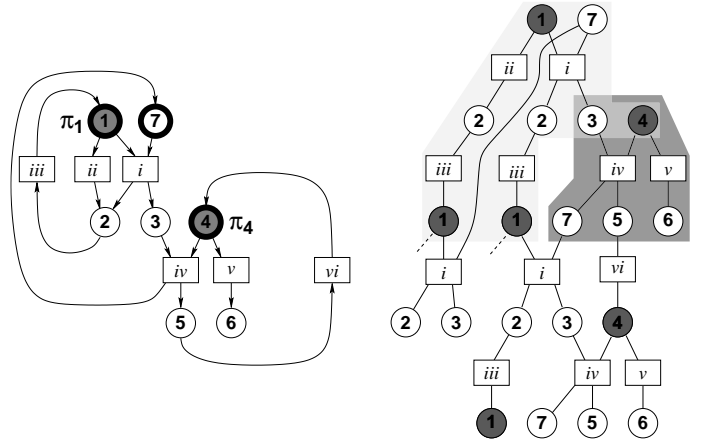 1 7
ii i
2 2 3 4
iii iii iv v
1 1 7 5 6
i i vi
2 3 2 3 4
iii iv v
1 7 5 6
π1 1 7
iii ii i
2 3 4 π4
iv v vi
5 6